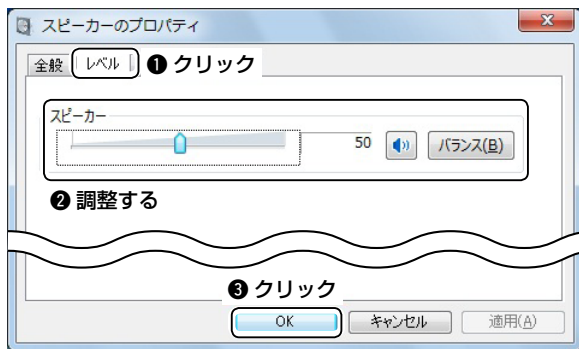 スピーカーのプロパティ
全般 レベル ❶ クリック
スピーカー
50 バランス(B)
❷ 調整する
❸ クリック
OK キャンセル 適用(A)